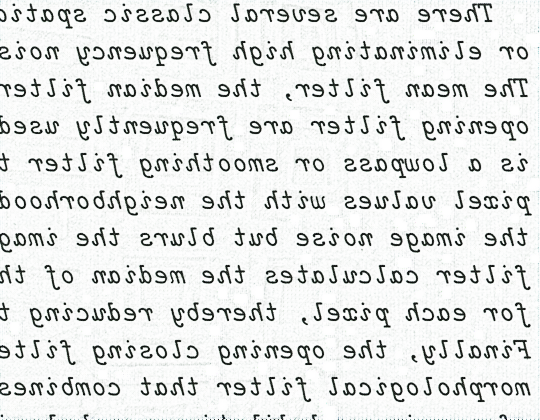 There are several classic spatia
or eliminating high frequency nois
The mean filter, the median filter
opening filter are frequently used
is a lowpass or smoothing filter t
pixel values with the neighborhood
the image noise but blurs the imag
filter calculates the median of th
for each pixel, thereby reducing t
Finally, the opening closing filte
morphological filter that combines